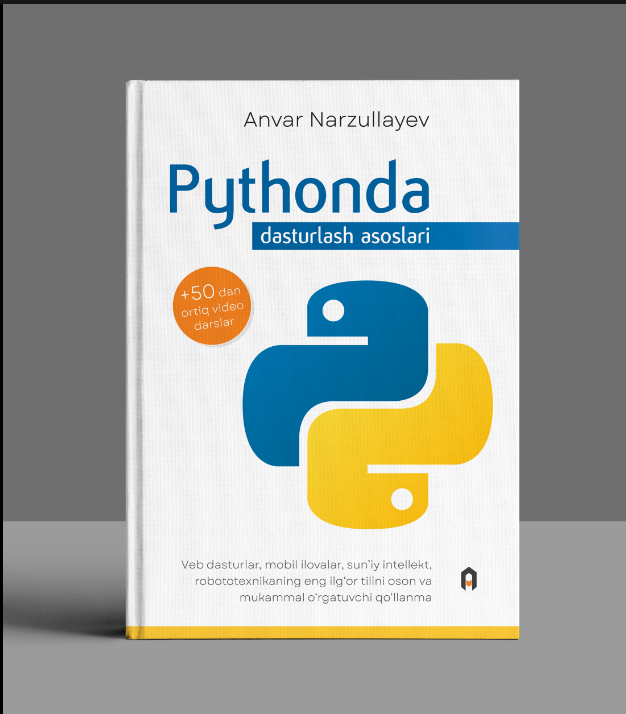 Anvar Narzullayev
Pythonda
dasturlash asoslari
+50 dan
ortiq video
darslar
Veb dasturlar, mobil ilovalar, sun'iy intellekt,
robototexnikaning eng ilg'or tilini oson va
mukammal o'rgatuvchi qo'llanma